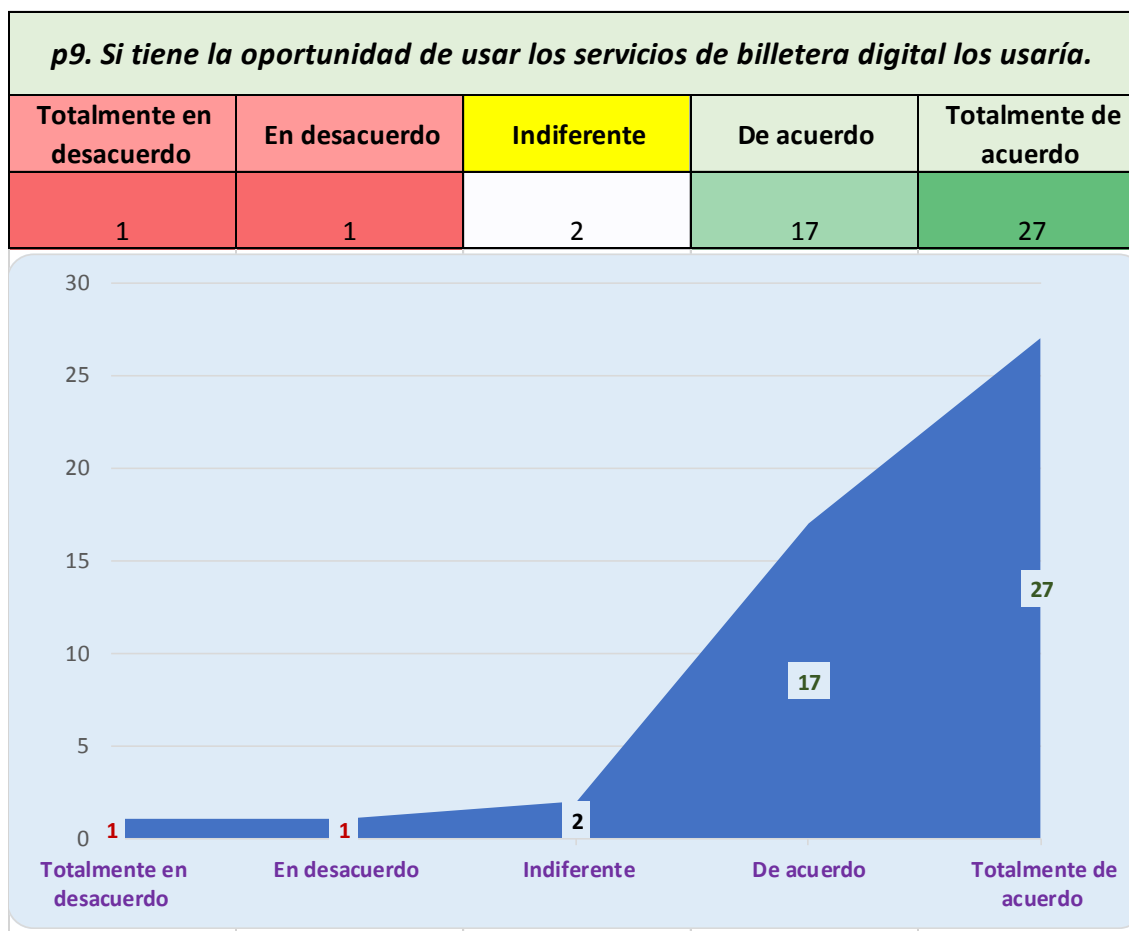 p9. Si tiene la oportunidad de usar los servicios de billetera digital los usaría.
Totalmente en desacuerdo
En desacuerdo
Indiferente
De acuerdo
Totalmente de acuerdo
1
1
2
17
27
30
25
20
15
10
5
0
1
1
2
17
27
Totalmente en
desacuerdo
En desacuerdo
Indiferente
De acuerdo
Totalmente de
acuerdo